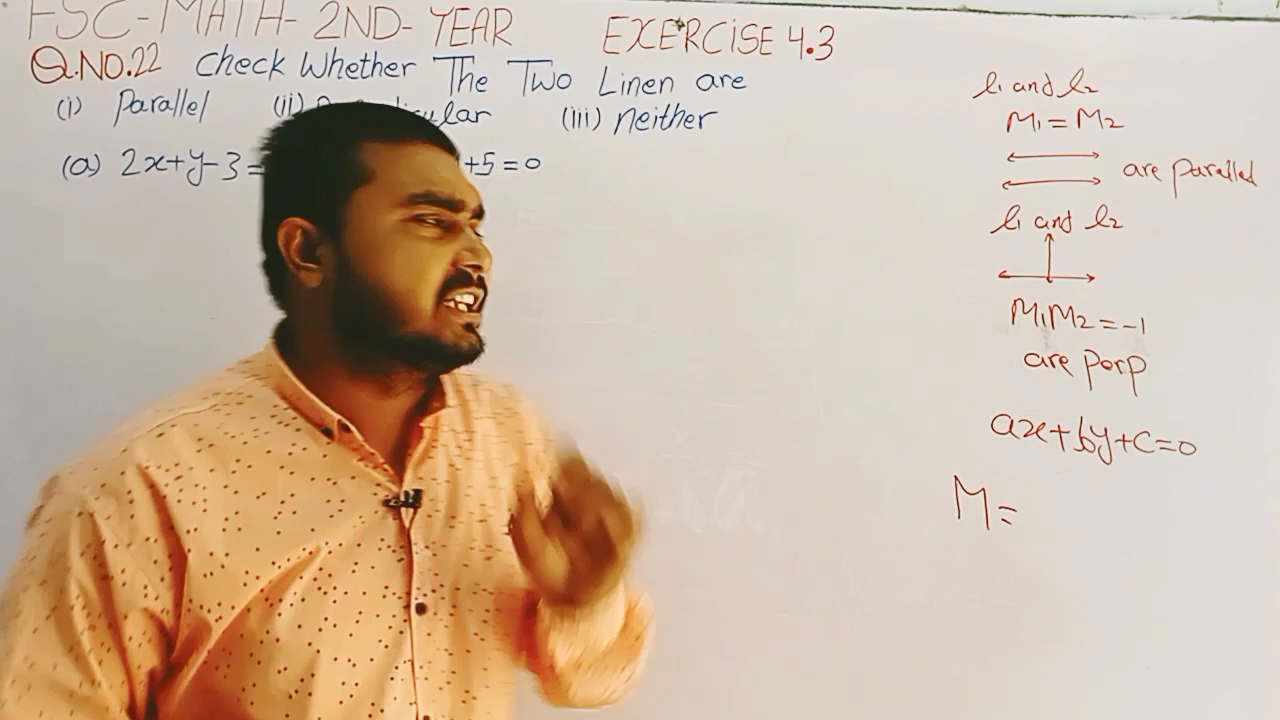 FSC-MATH-2ND-YEAR EXERCISE 4.3
Q.NO.22 Check Whether The Two Linen are
(i) Parallel (ii) (iii) neither
(a) 2x+y-3= +5=0
l1 and l2
M1=M2
are parallel
l1 and l2
M1M2=-1
are perp
ax+by+c=0
M=